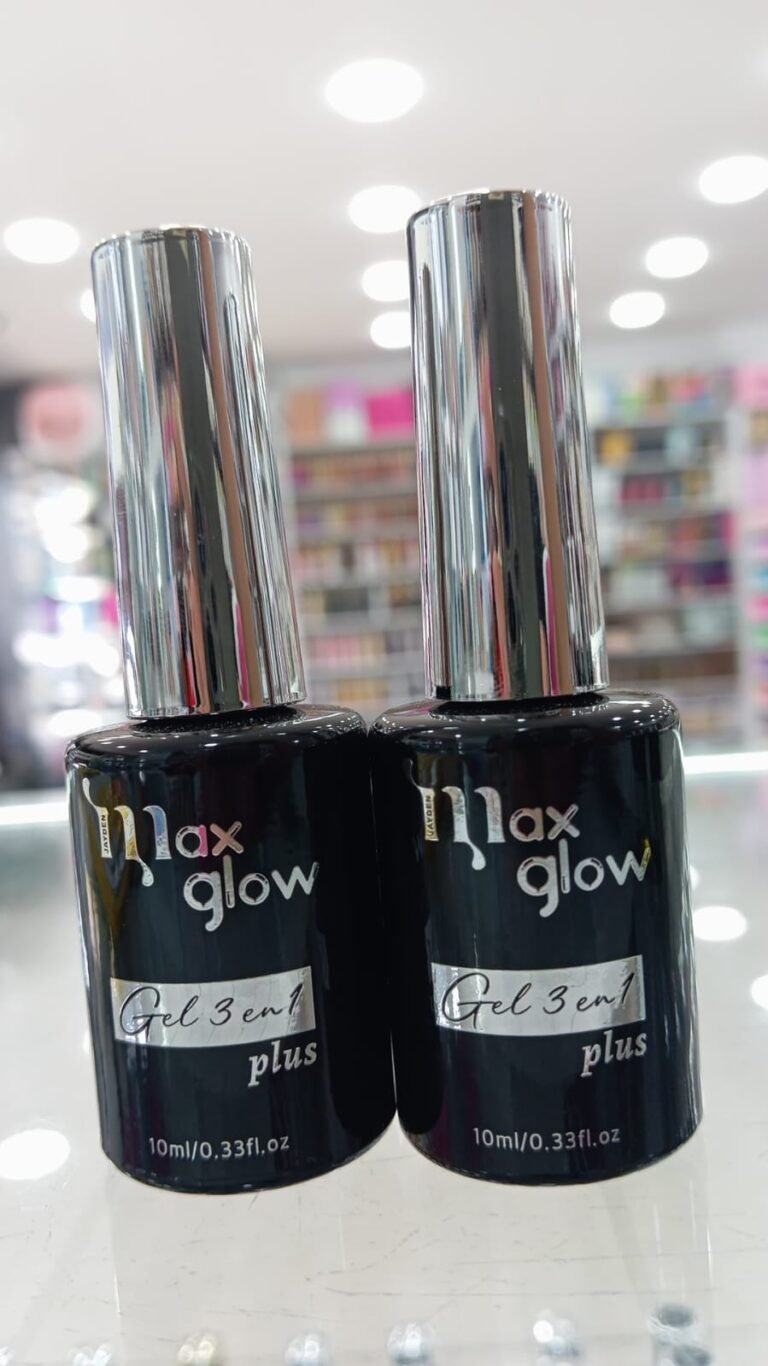 JAYDEN
Max
glow
Gel 3 en 1
plus
10ml/0.33fl.oz
JAYDEN
Max
glow
Gel 3 en 1
plus
10ml/0.33fl.oz